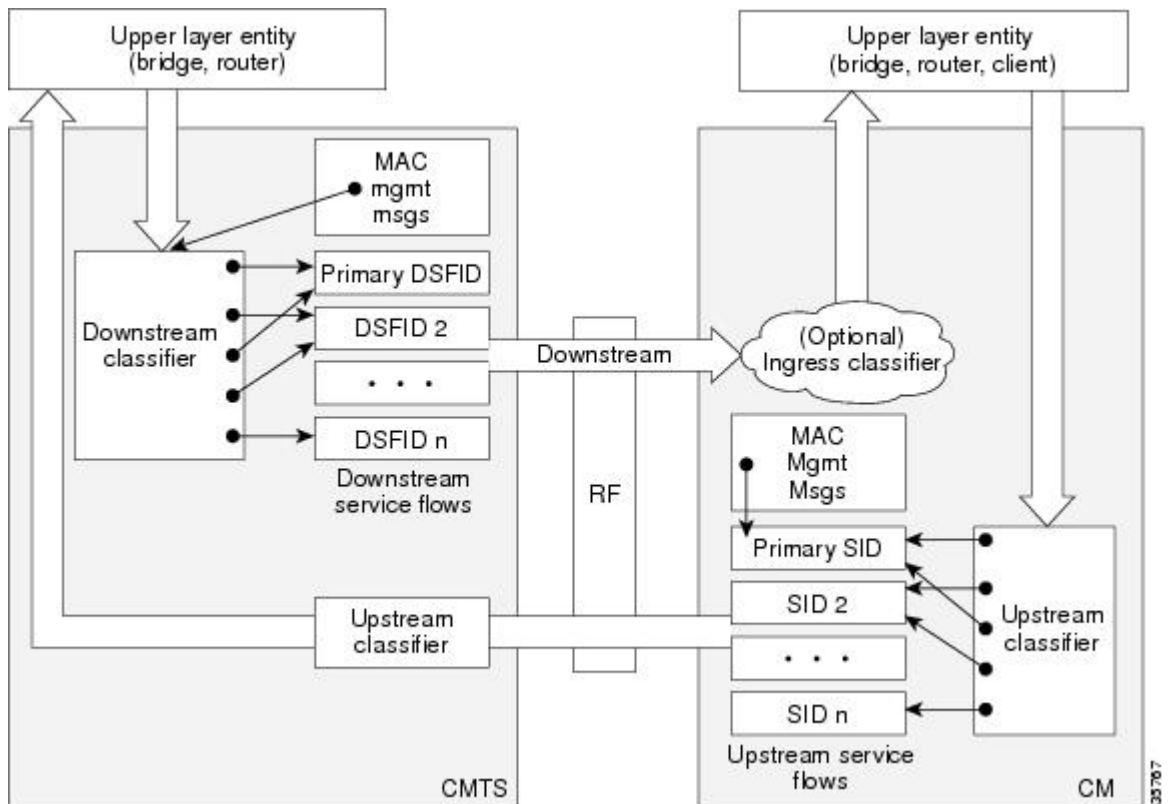 Upper layer entity
(bridge, router)
Upper layer entity
(bridge, router, client)
MAC
mgmt
msgs
Downstream
classifier
Primary DSFID
DSFID 2
. . .
DSFID n
Downstream
service flows
Downstream
(Optional)
Ingress classifier
RF
MAC
Mgmt
Msgs
Primary SID
SID 2
. . .
SID n
Upstream service
flows
Upstream
classifier
Upstream
classifier
CMTS
CM